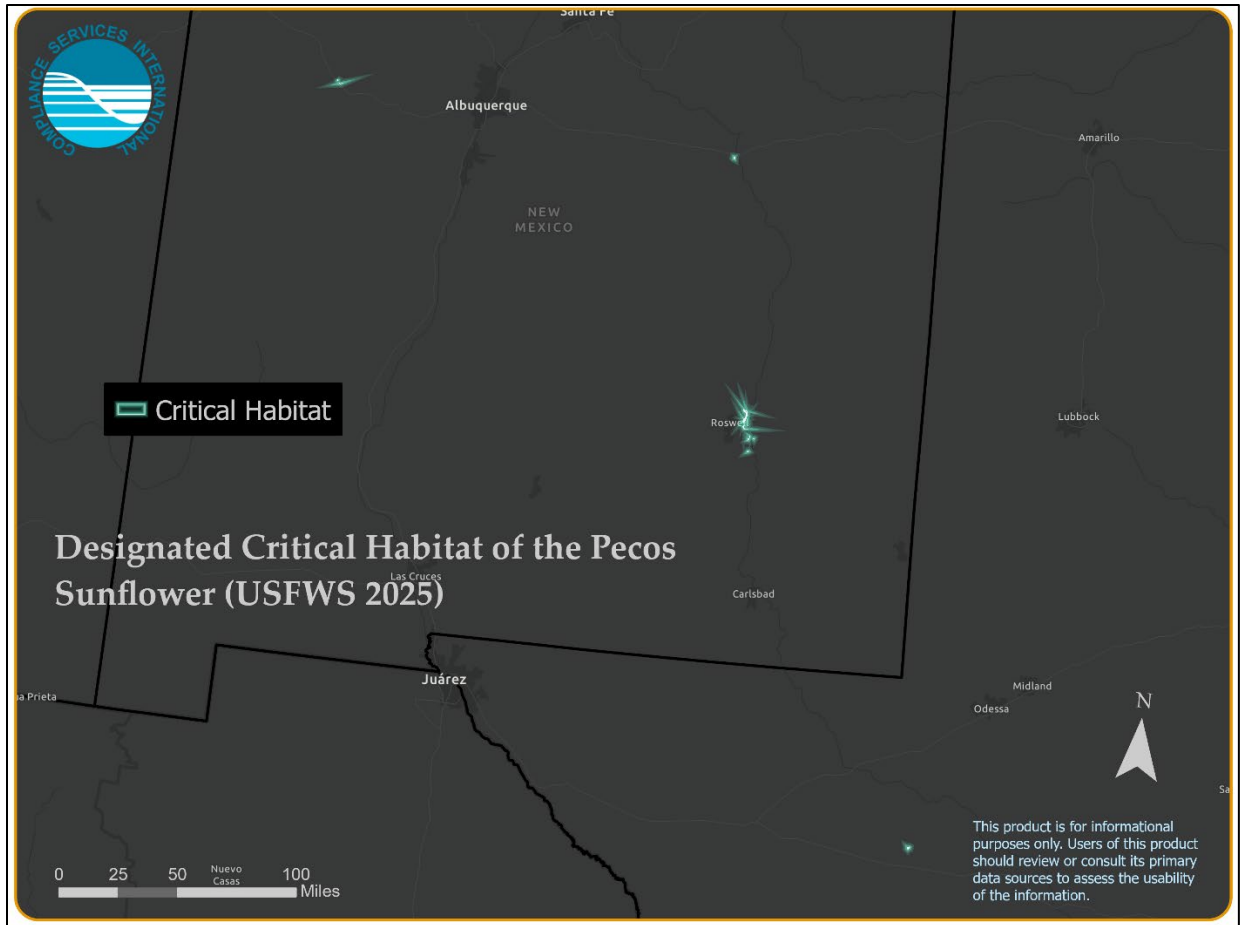 COMPLIANCE SERVICES INTERNATIONAL
Santa Fe
Albuquerque
Amarillo
NEW
MEXICO
Critical Habitat
Roswell
Lubbock
Designated Critical Habitat of the Pecos
Sunflower (USFWS 2025)
Las Cruces
Carlsbad
Juárez
ua Prieta
Midland
Odessa
N
Sa
This product is for informational
purposes only. Users of this product
should review or consult its primary
data sources to assess the usability
of the information.
0 25 50 100
Miles
Nuevo
Casas